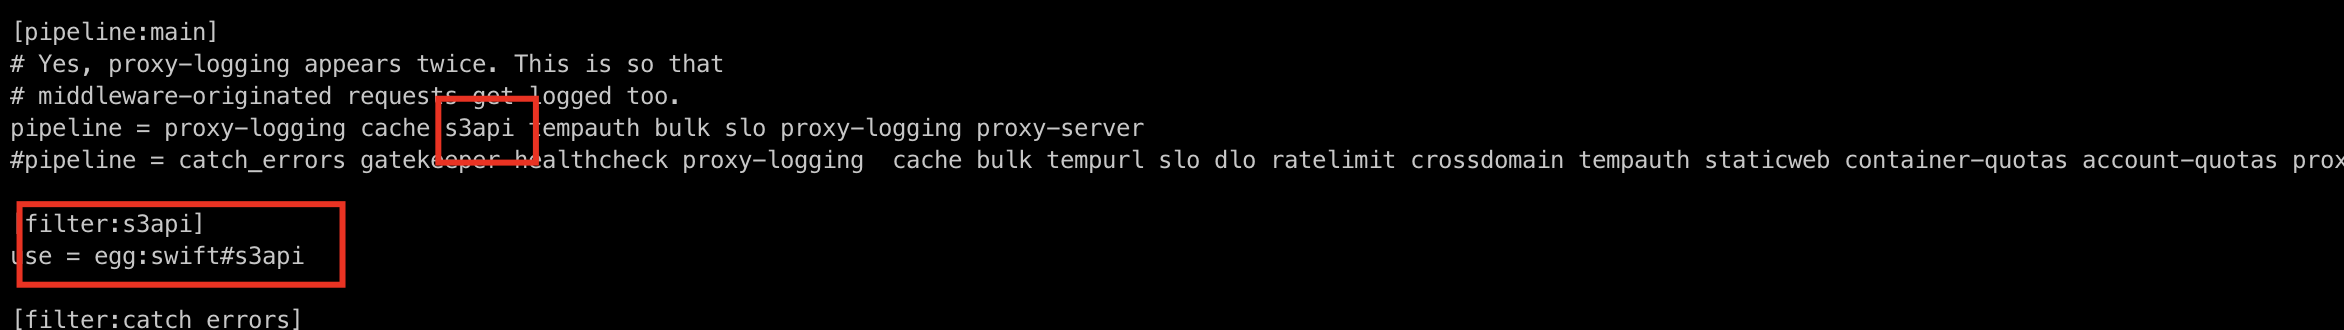 [pipeline:main]
# Yes, proxy-logging appears twice. This is so that
# middleware-originated requests get logged too.
pipeline = proxy-logging cache s3api tempauth bulk slo proxy-logging proxy-server
#pipeline = catch_errors gatekeeper healthcheck proxy-logging  cache bulk tempurl slo dlo ratelimit crossdomain tempauth staticweb container-quotas account-quotas prox
[filter:s3api]
use = egg:swift#s3api
[filter:catch_errors]